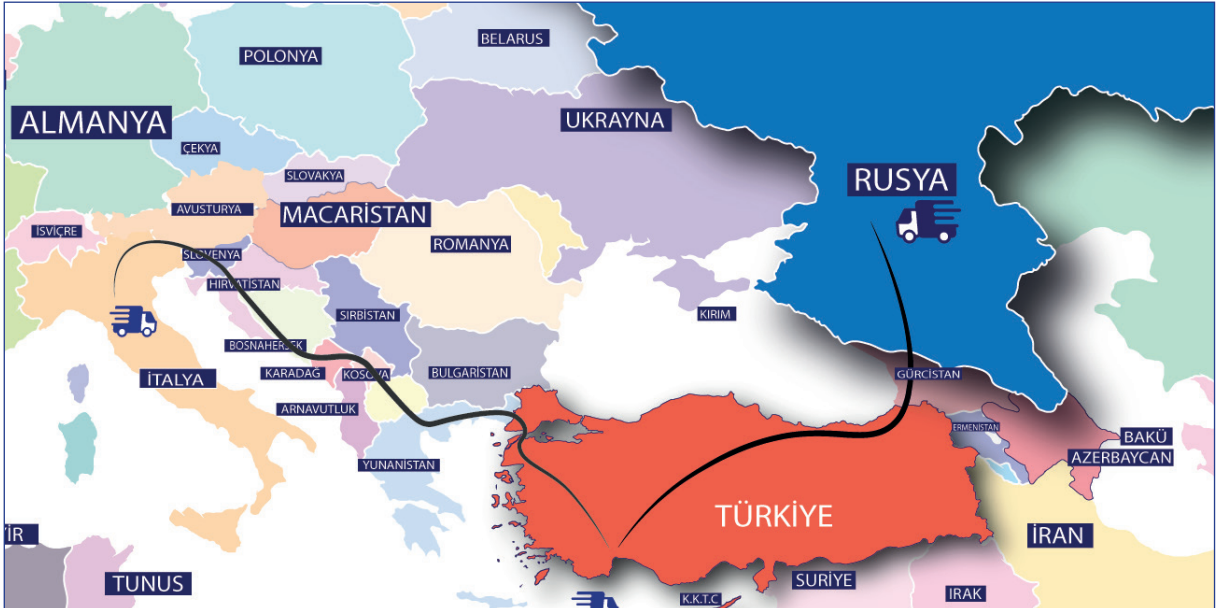 BELARUS
POLONYA
ALMANYA
UKRAYNA
ÇEKYA
SLOVAKYA
RUSYA
AVUSTURYA
MACARİSTAN
İSVİÇRE
ROMANYA
SLOVENYA
HIRVATİSTAN
KIRIM
SIRBİSTAN
BOSNAHERSEK
KARADAĞ
KOSOVA
BULGARİSTAN
GÜRCİSTAN
İTALYA
ARNAVUTLUK
ERMENİSTAN
BAKÜ
AZERBAYCAN
YUNANİSTAN
TÜRKİYE
İRAN
TUNUS
SURİYE
IRAK
K.K.T.C